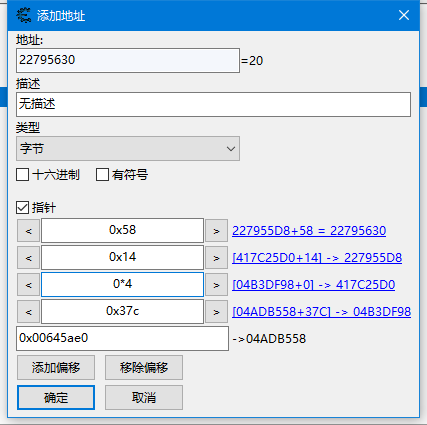 添加地址
地址:
22795630 =20
描述
无描述
类型
字节
十六进制 有符号
指针
< 0x58 > 227955D8+58 = 22795630
< 0x14 > [417C25D0+14] -> 227955D8
< 0*4 > [04B3DF98+0] -> 417C25D0
< 0x37c > [04ADB558+37C] -> 04B3DF98
0x00645ae0 ->04ADB558
添加偏移 移除偏移
确定 取消